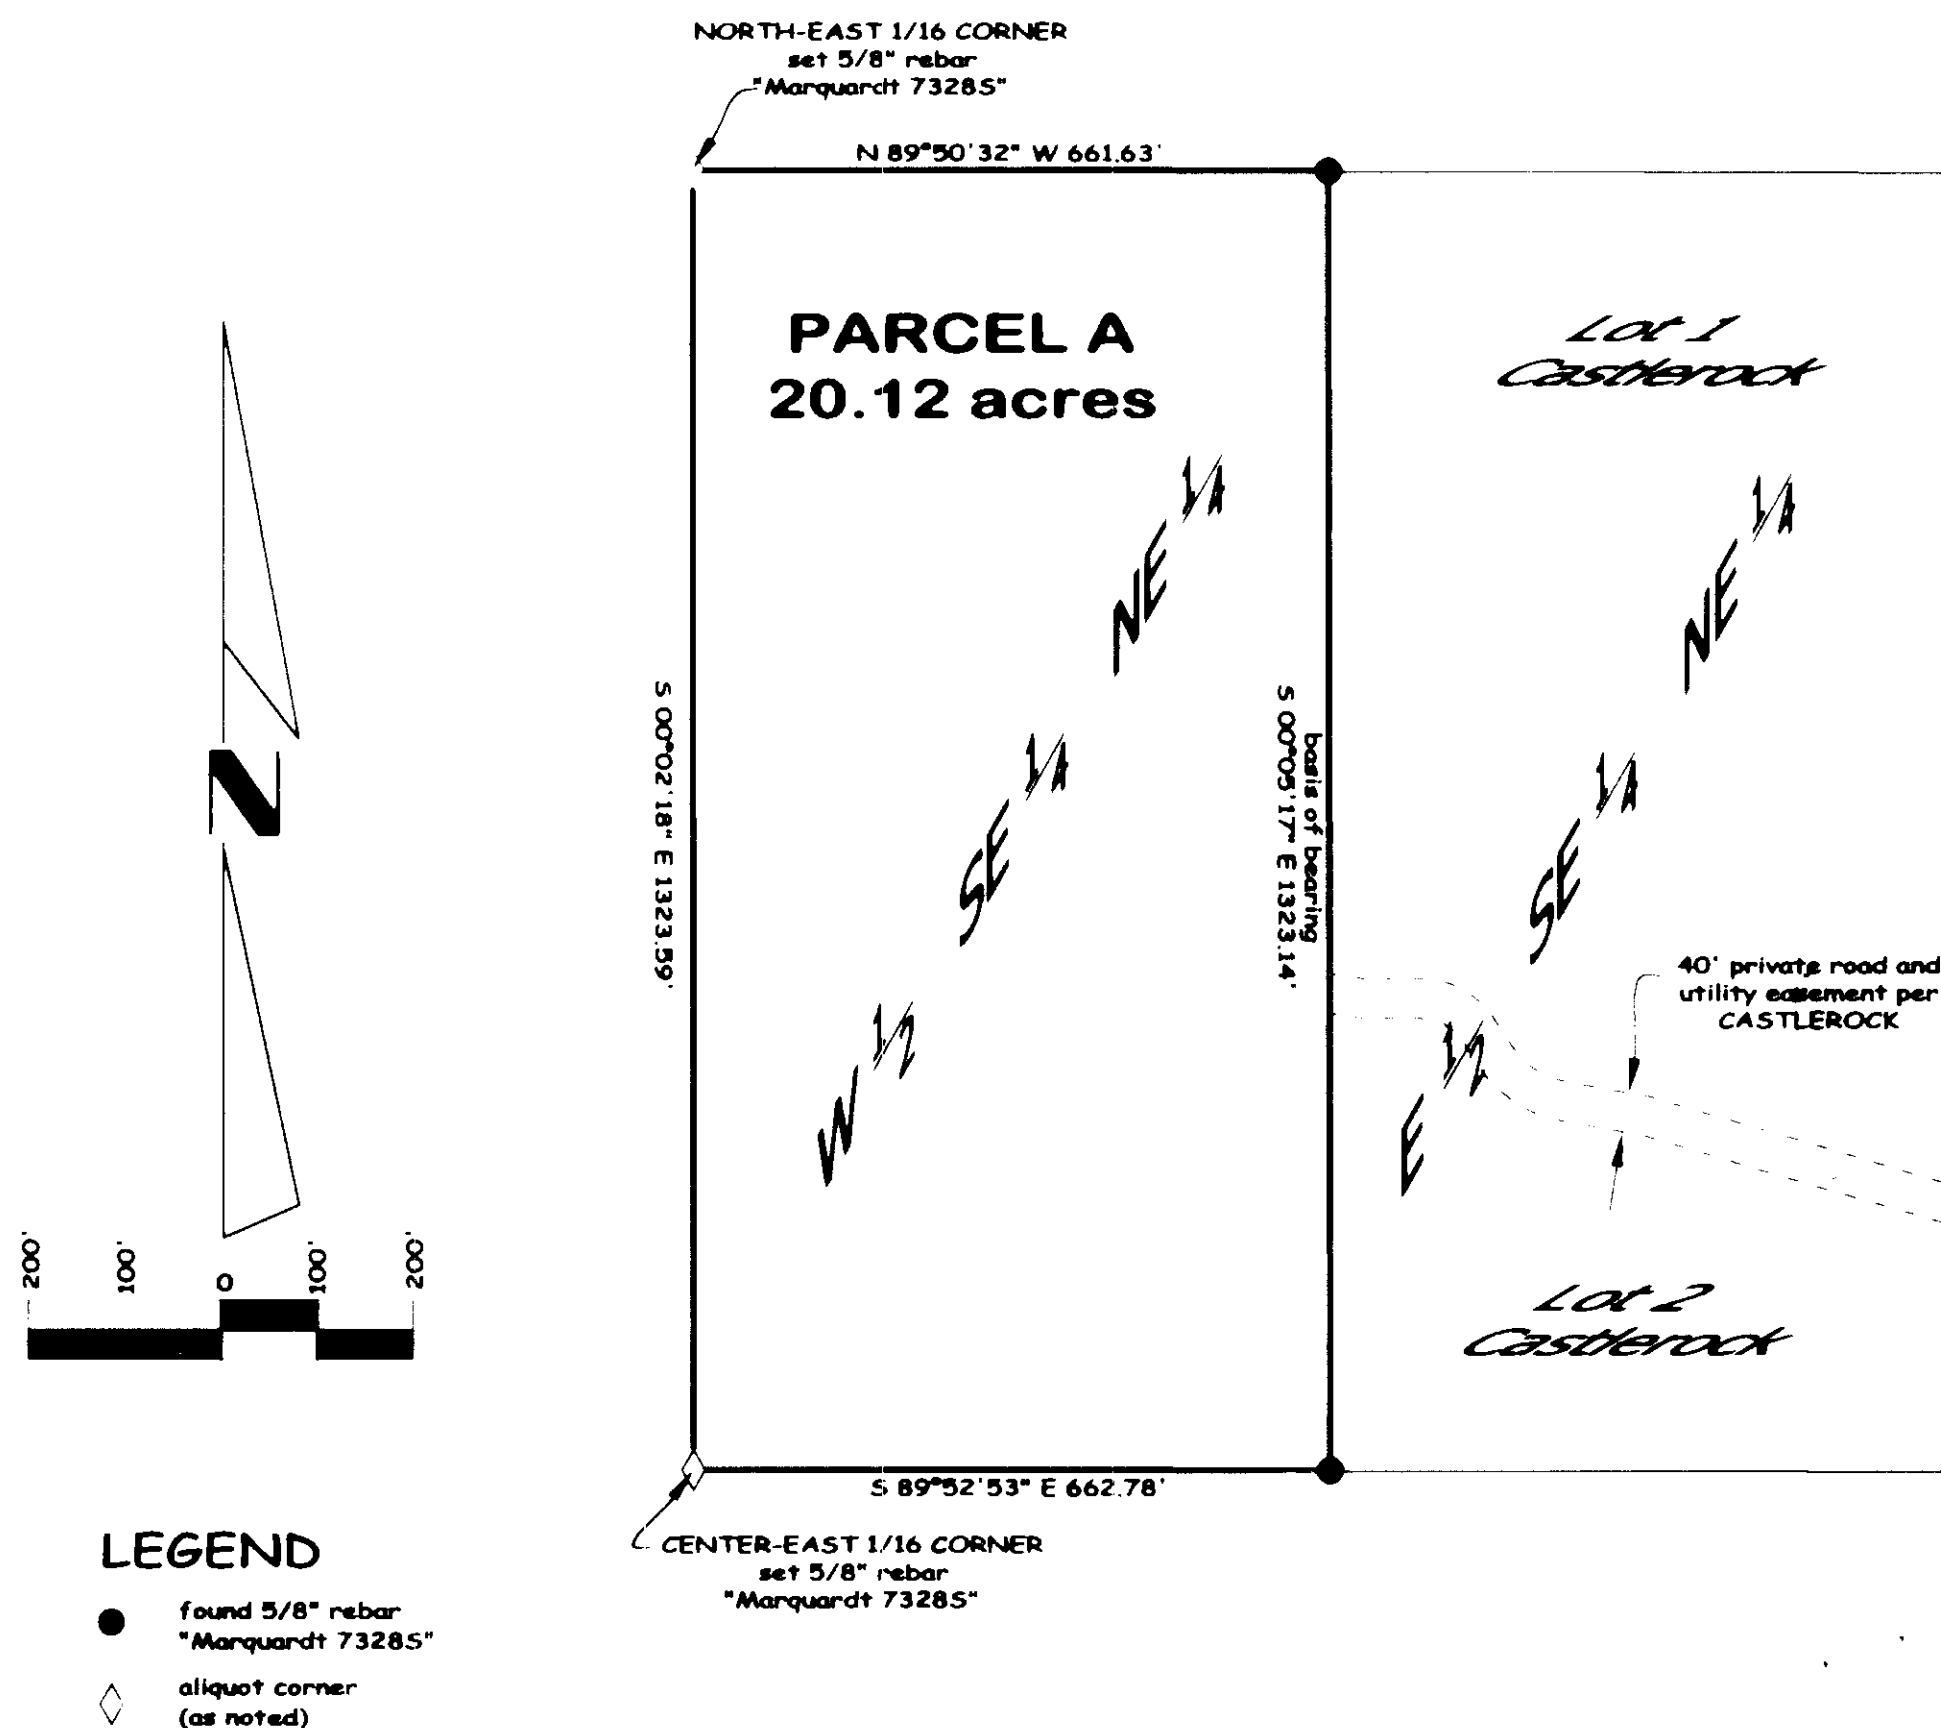 NORTH-EAST 1/16 CORNER
set 5/8" rebar
"Marquardt 7328S"
N 89°50'32" W 661.63'
PARCEL A
20.12 acres
Lot 1
Castlerock
W 1/2 SE 1/4 NE 1/4
E 1/2 SE 1/4 NE 1/4
S 00°02'18" E 1323.59'
basis of bearing
S 00°05'17" E 1323.14'
N
40' private road and
utility easement per
CASTLEROCK
200' 100' 0 100' 200'
Lot 2
Castlerock
S 89°52'53" E 662.78'
CENTER-EAST 1/16 CORNER
set 5/8" rebar
"Marquardt 7328S"
LEGEND
found 5/8" rebar
"Marquardt 7328S"
aliquot corner
(as noted)